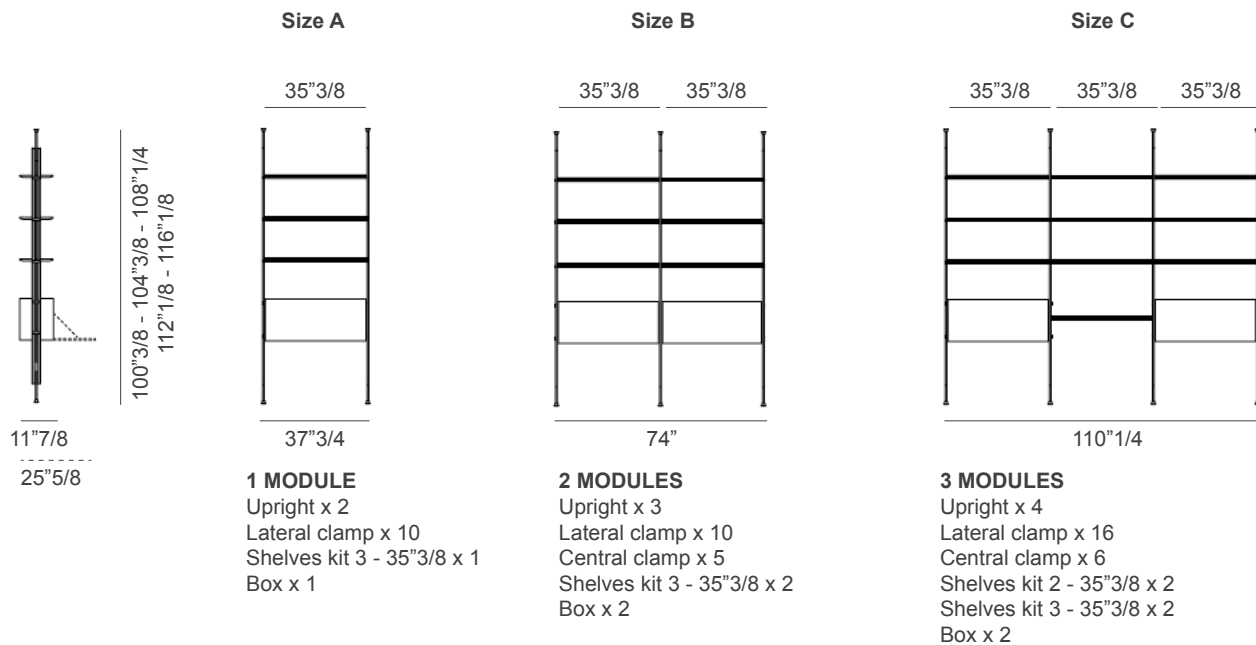 Size A
Size B
Size C
35”3/8
35”3/8
35”3/8
35”3/8
35”3/8
35”3/8
100”3/8 - 104”3/8 - 108”1/4
112”1/8 - 116”1/8
11”7/8
25”5/8
37”3/4
74”
110”1/4
1 MODULE
Upright x 2
Lateral clamp x 10
Shelves kit 3 - 35”3/8 x 1
Box x 1
2 MODULES
Upright x 3
Lateral clamp x 10
Central clamp x 5
Shelves kit 3 - 35”3/8 x 2
Box x 2
3 MODULES
Upright x 4
Lateral clamp x 16
Central clamp x 6
Shelves kit 2 - 35”3/8 x 2
Shelves kit 3 - 35”3/8 x 2
Box x 2